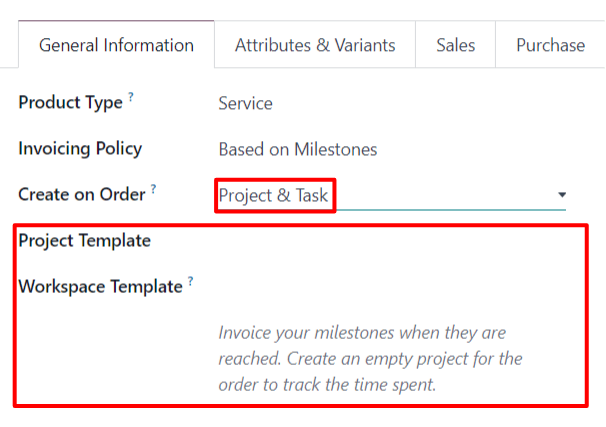 General Information Attributes & Variants Sales Purchase
Product Type ? Service
Invoicing Policy Based on Milestones
Create on Order ? Project & Task
Project Template
Workspace Template ?
Invoice your milestones when they are
reached. Create an empty project for the
order to track the time spent.